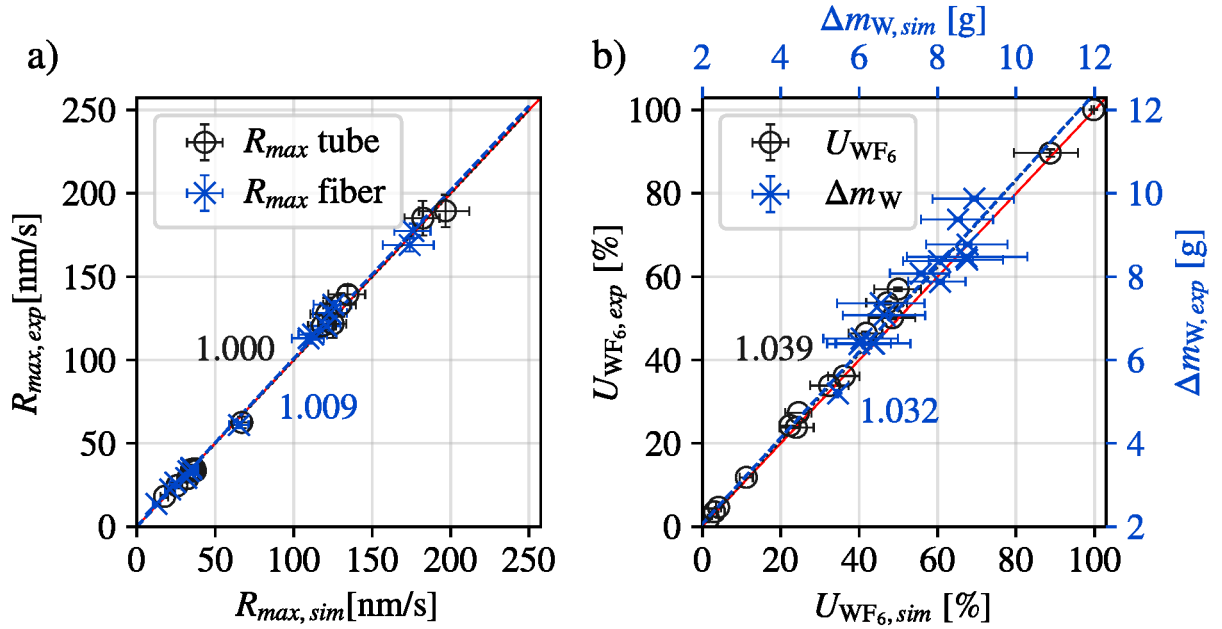 a)
R_max,exp [nm/s]
250
200
150
100
50
0
R_max tube
R_max fiber
1.000
1.009
0 50 100 150 200 250
R_max,sim [nm/s]
b)
Δm_W,sim [g]
2 4 6 8 10 12
U_WF₆,exp [%]
100
80
60
40
20
0
U_WF₆
Δm_W
1.039
1.032
12
10
8
6
4
2
Δm_W,exp [g]
0 20 40 60 80 100
U_WF₆,sim [%]